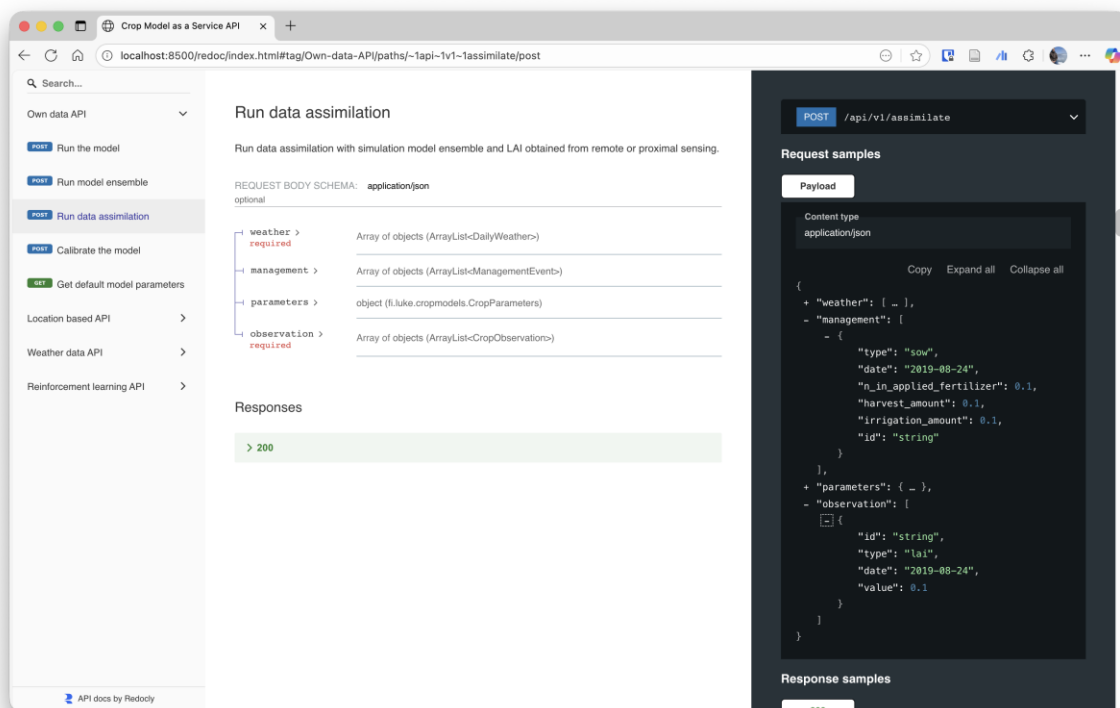 Crop Model as a Service API
localhost:8500/redoc/index.html#tag/Own-data-API/paths/~1api~1v1~1assimilate/post
Search...
Own data API
POST Run the model
POST Run model ensemble
POST Run data assimilation
POST Calibrate the model
GET Get default model parameters
Location based API
Weather data API
Reinforcement learning API
API docs by Redocly
Run data assimilation
Run data assimilation with simulation model ensemble and LAI obtained from remote or proximal sensing.
REQUEST BODY SCHEMA: application/json
optional
weather >
required
Array of objects (ArrayList<DailyWeather>)
management >
Array of objects (ArrayList<ManagementEvent>)
parameters >
object (fi.luke.cropmodels.CropParameters)
observation >
required
Array of objects (ArrayList<CropObservation>)
Responses
> 200
POST /api/v1/assimilate
Request samples
Payload
Content type
application/json
Copy Expand all Collapse all
{
+ "weather": [ … ],
- "management": [
- {
"type": "sow",
"date": "2019-08-24",
"n_in_applied_fertilizer": 0.1,
"harvest_amount": 0.1,
"irrigation_amount": 0.1,
"id": "string"
}
],
+ "parameters": { … },
- "observation": [
- {
"id": "string",
"type": "lai",
"date": "2019-08-24",
"value": 0.1
}
]
}
Response samples